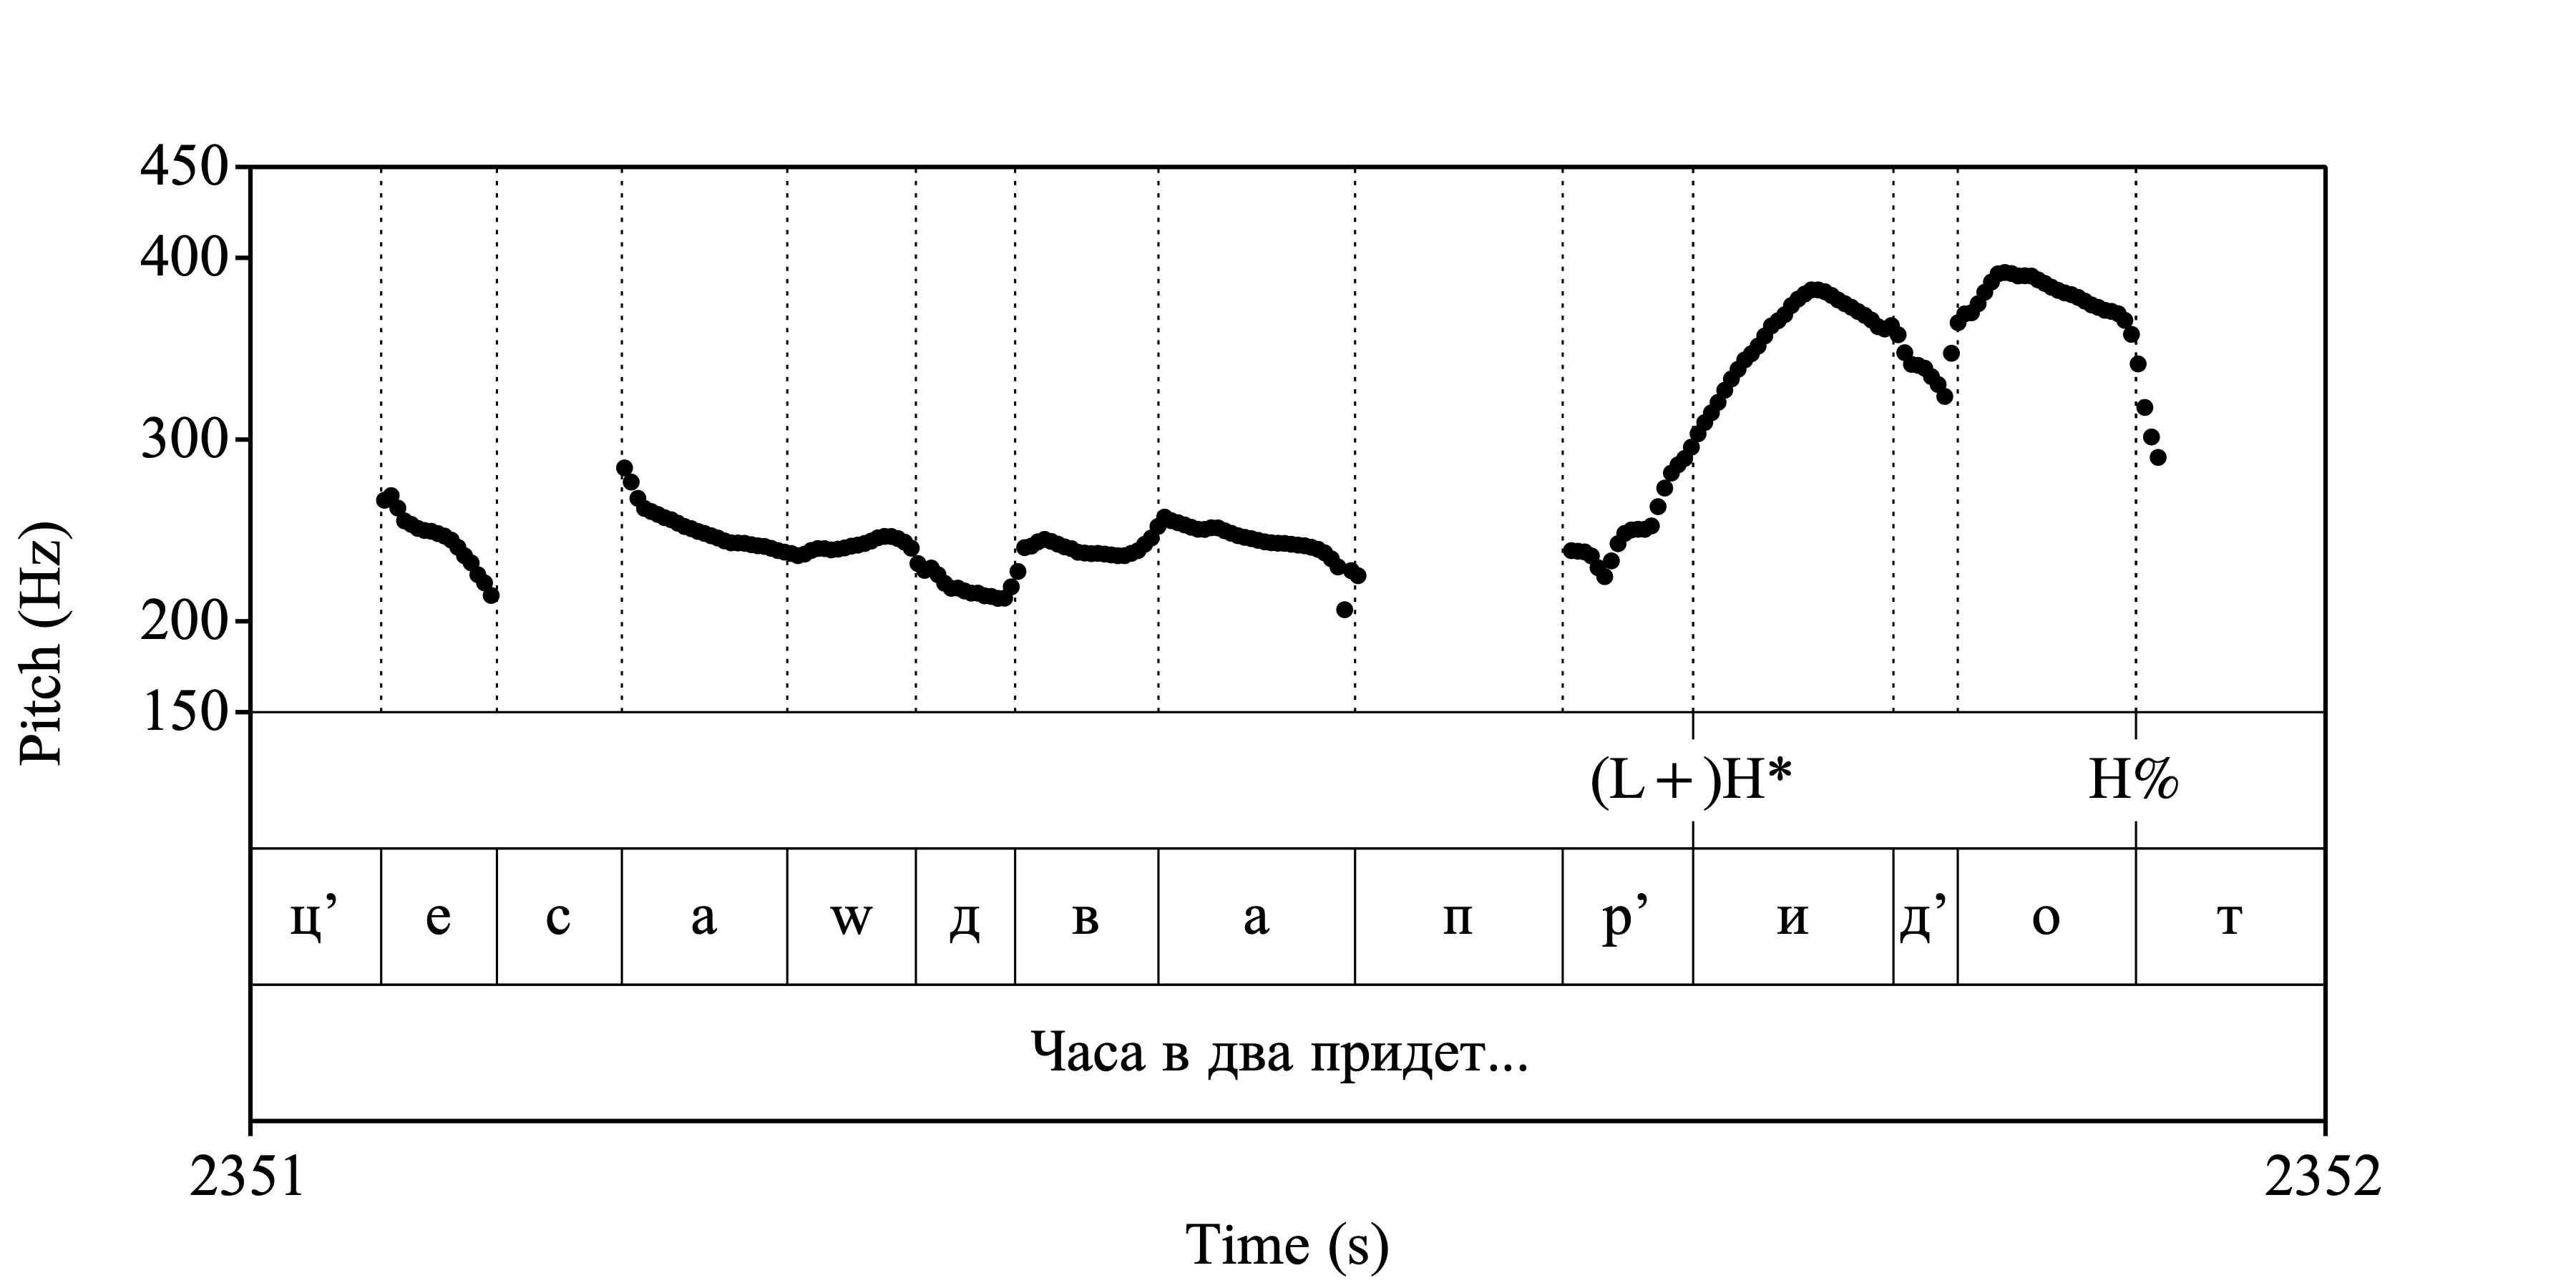 450
400
300
200
150
Pitch (Hz)
(L+)H* H%
ц’ е с а w д в а п р’ и д’ о т
Часа в два придет...
2351 2352
Time (s)